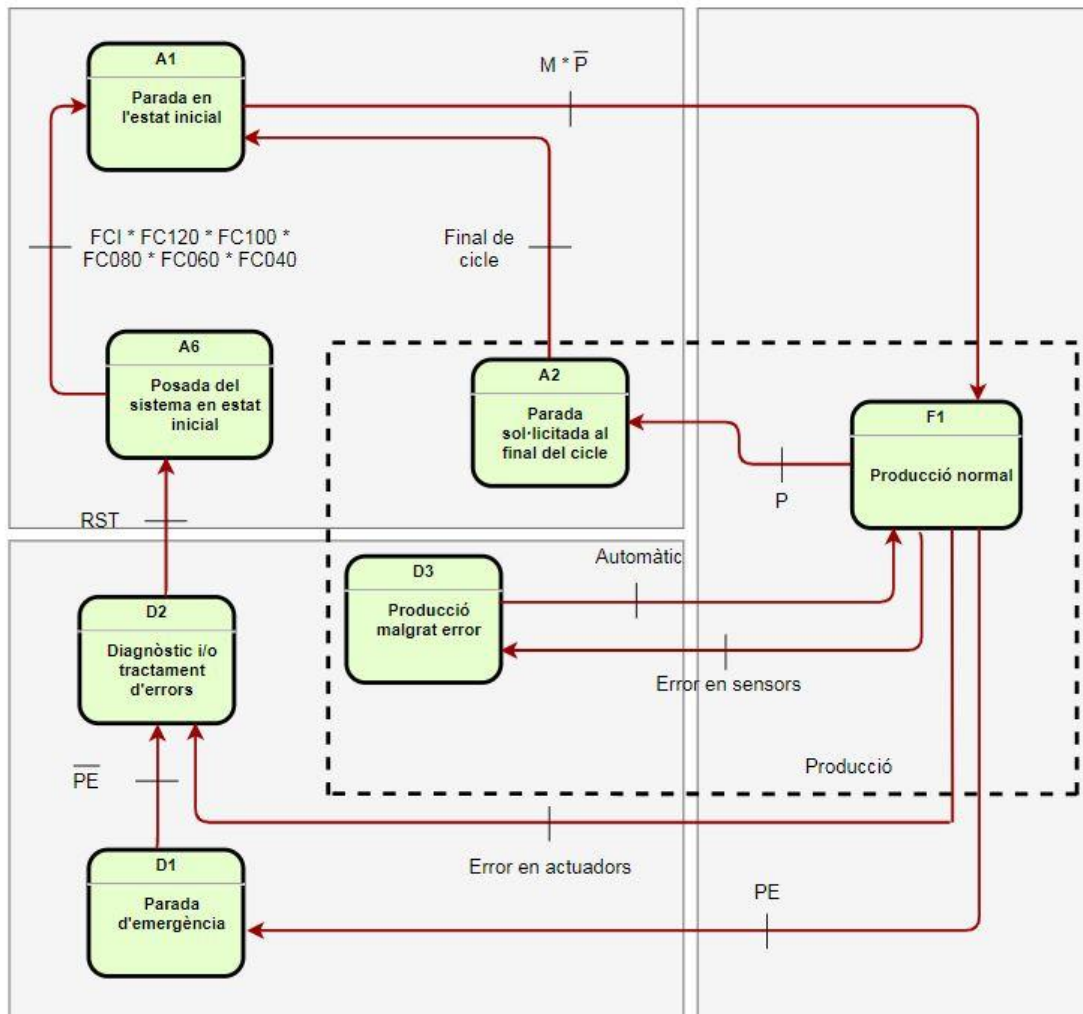 A1
Parada en
l'estat inicial
M * P̅
FCI * FC120 * FC100 *
FC080 * FC060 * FC040
Final de
cicle
A6
Posada del
sistema en estat
inicial
A2
Parada
sol·licitada al
final del cicle
F1
Producció normal
P
RST
D3
Producció
malgrat error
Automàtic
Error en sensors
D2
Diagnòstic i/o
tractament
d'errors
P̅E̅
Producció
Error en actuadors
D1
Parada
d'emergència
PE